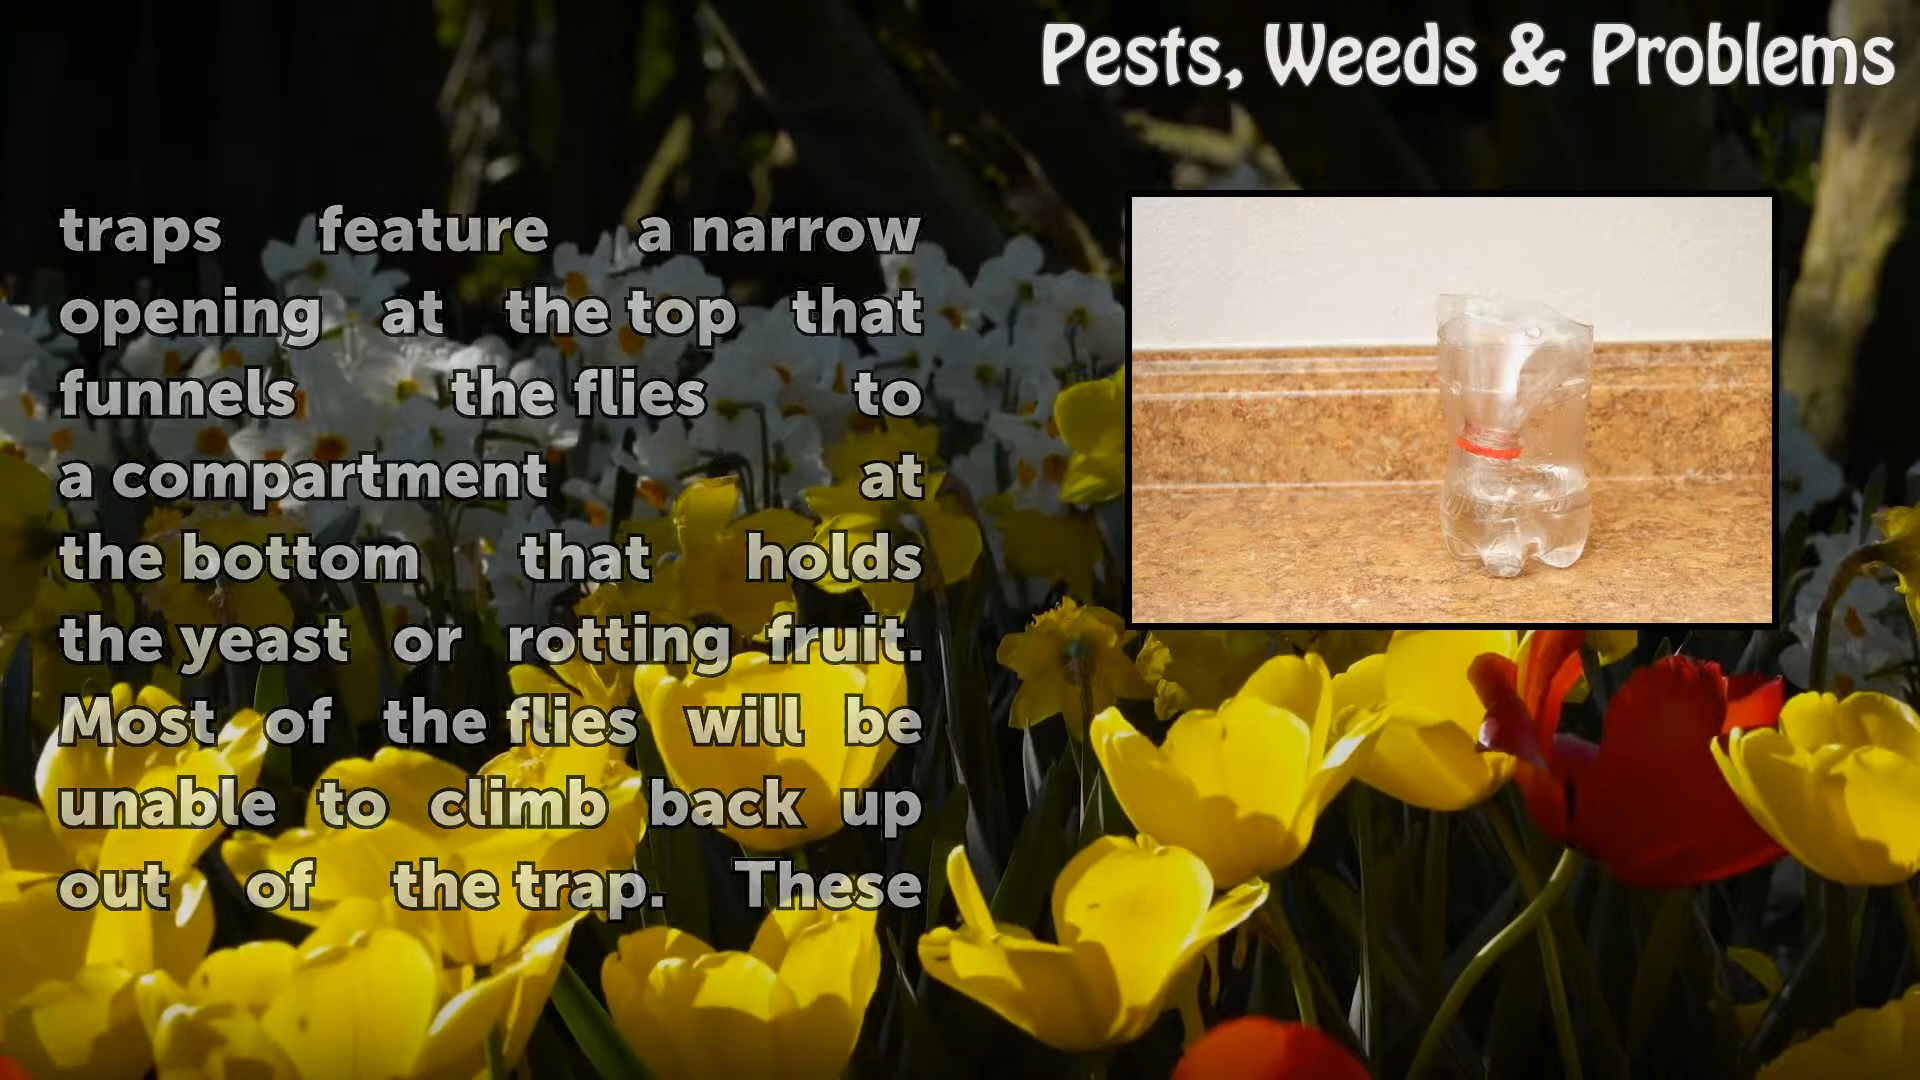 Pests, Weeds & Problems
traps feature a narrow
opening at the top that
funnels the flies to
a compartment at
the bottom that holds
the yeast or rotting fruit.
Most of the flies will be
unable to climb back up
out of the trap. These